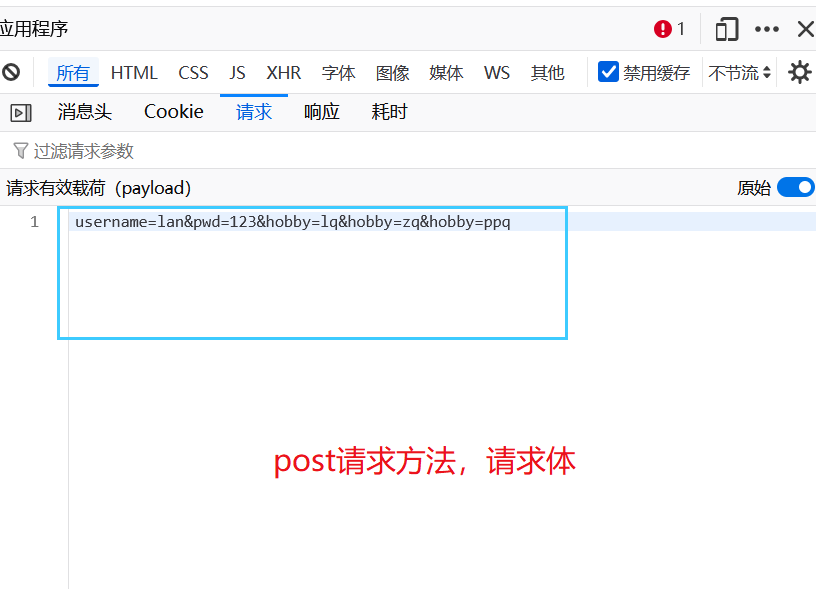 应用程序 1
所有 HTML CSS JS XHR 字体 图像 媒体 WS 其他 禁用缓存 不节流
消息头 Cookie 请求 响应 耗时
过滤请求参数
请求有效载荷（payload） 原始
1 username=lan&pwd=123&hobby=lq&hobby=zq&hobby=ppq
post请求方法，请求体